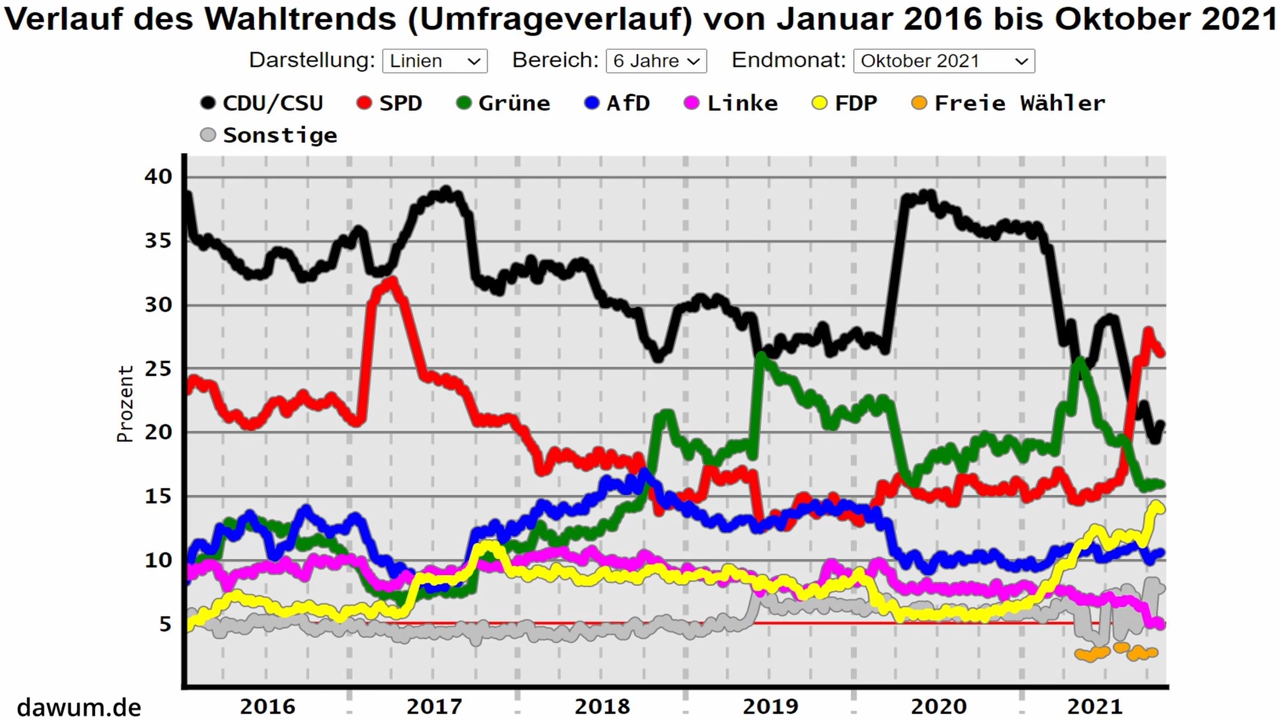 Verlauf des Wahltrends (Umfrageverlauf) von Januar 2016 bis Oktober 2021
Darstellung: Linien Bereich: 6 Jahre Endmonat: Oktober 2021
CDU/CSU SPD Grüne AfD Linke FDP Freie Wähler
Sonstige
40
35
30
25
20
15
10
5
Prozent
2016 2017 2018 2019 2020 2021
dawum.de